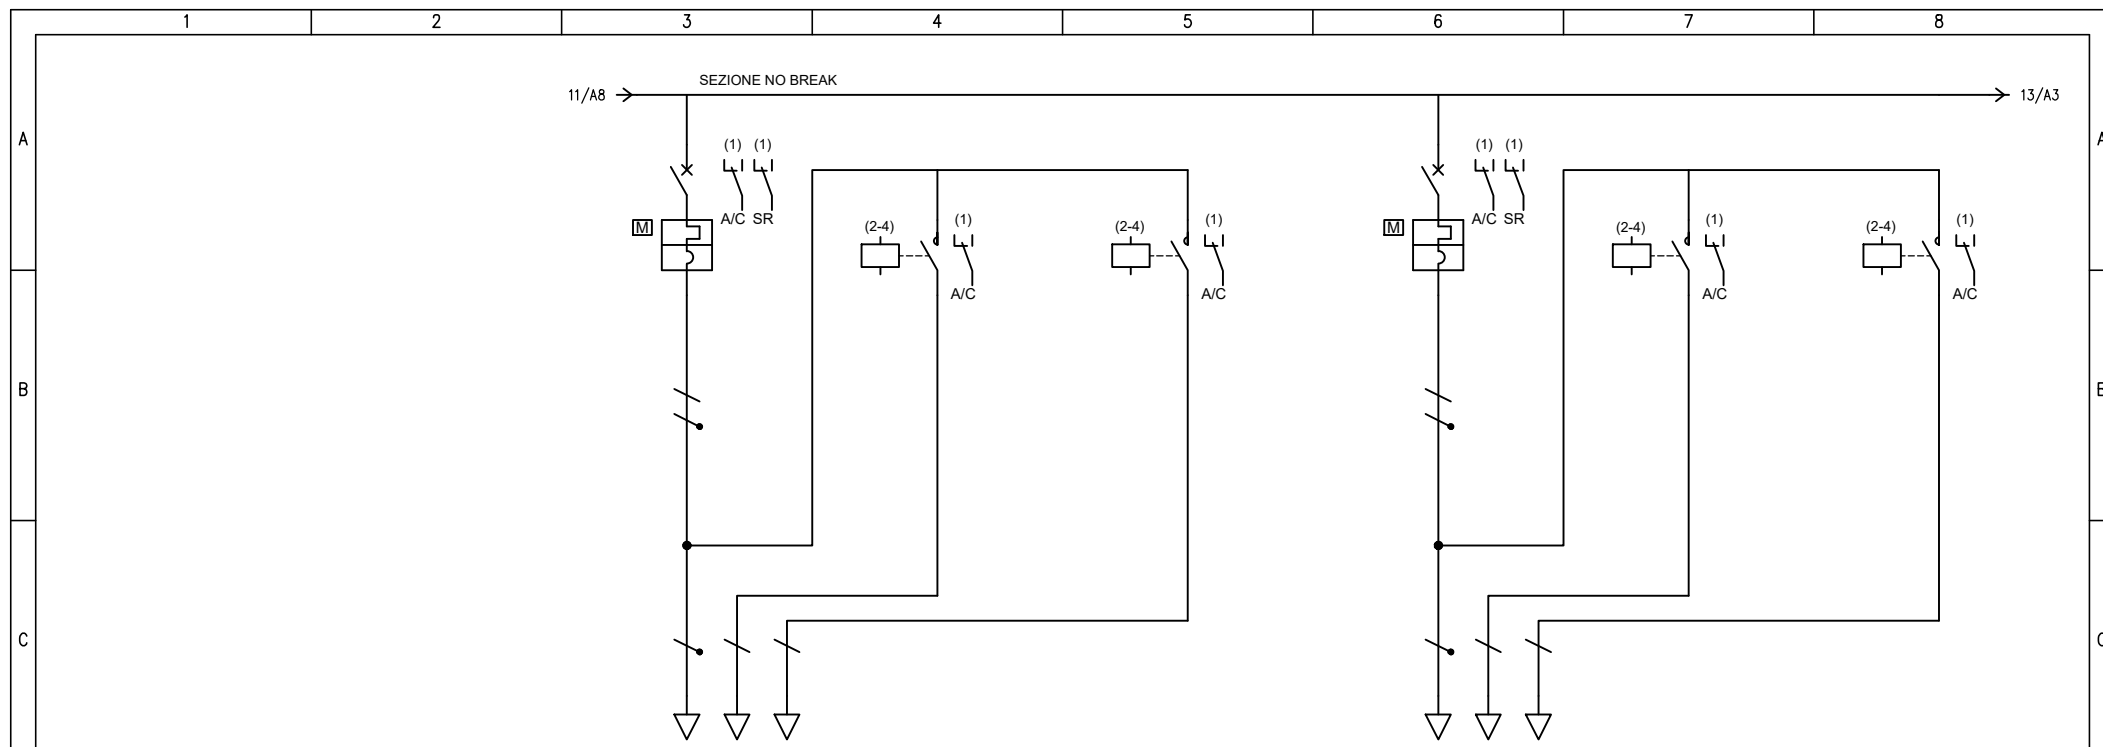 1 2 3 4 5 6 7 8
SEZIONE NO BREAK
11/A8 13/A3
A A
(1) (1) (1) (1)
A/C SR A/C SR
M M
(2-4) (1) (2-4) (1) (2-4) (1) (2-4) (1)
A/C A/C A/C A/C
B
C